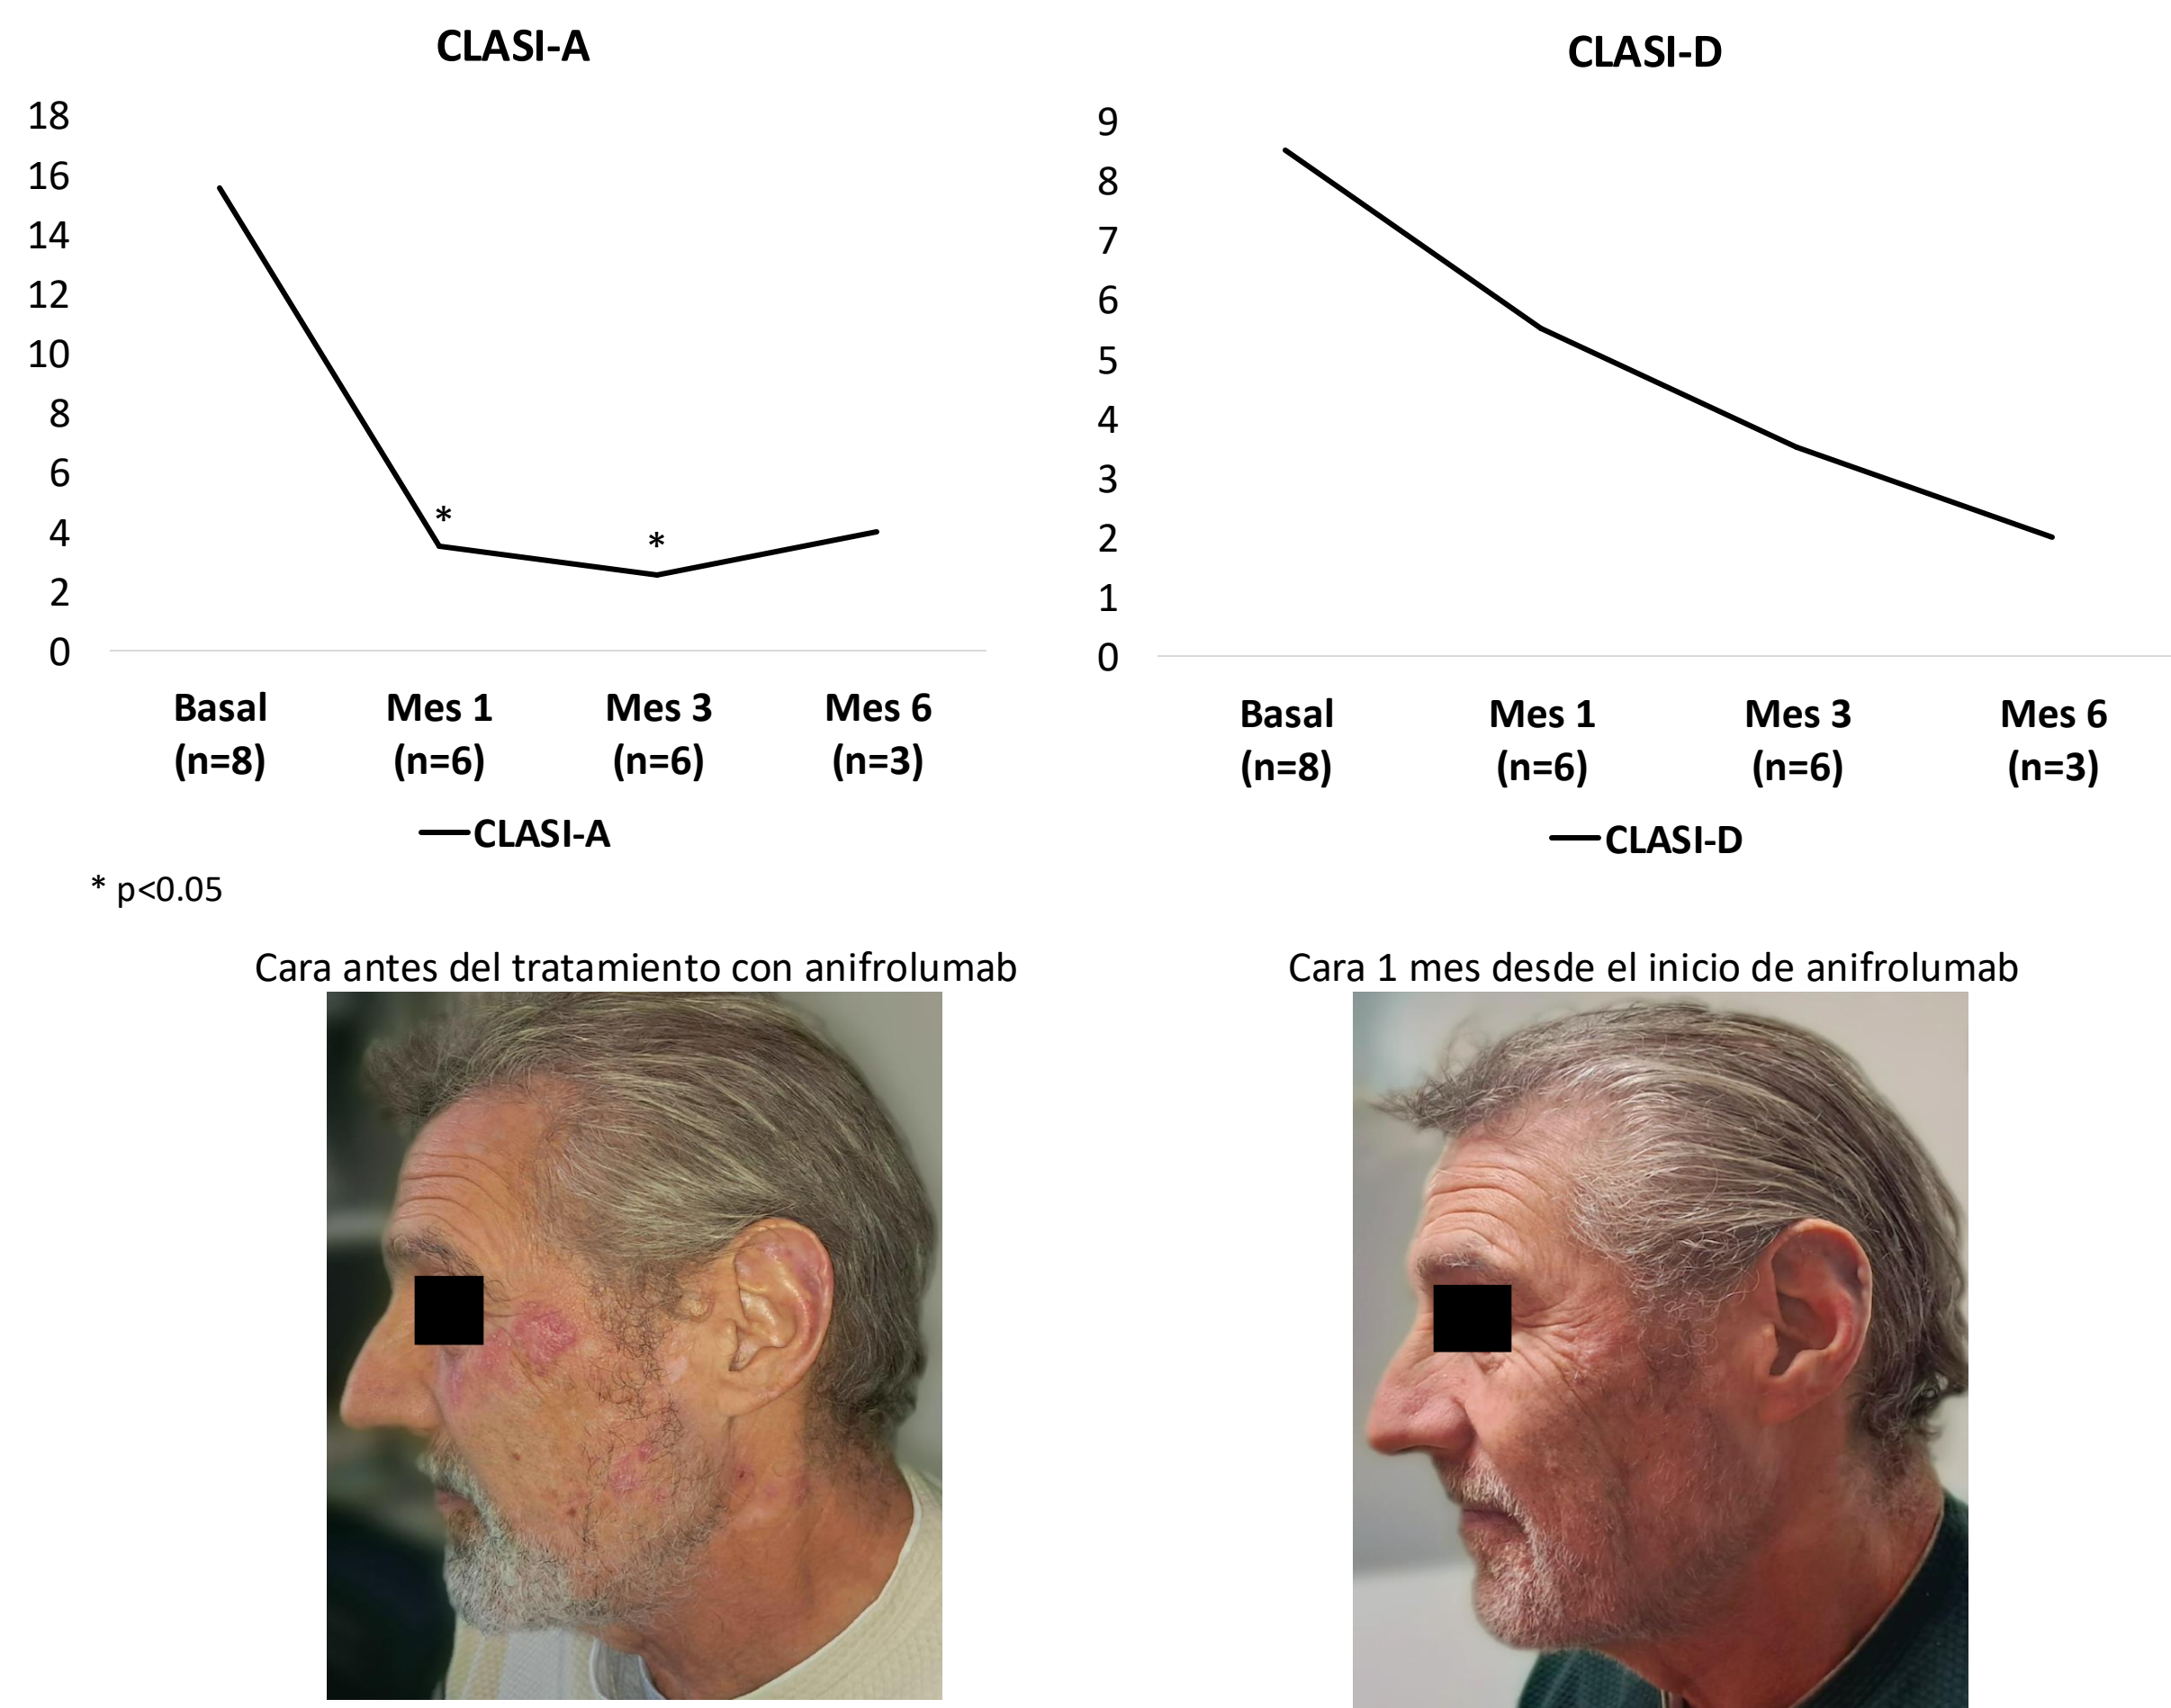 CLASI-A
18
16
14
12
10
8
6
4
2
0
*
*
Basal
(n=8)
Mes 1
(n=6)
Mes 3
(n=6)
Mes 6
(n=3)
CLASI-A
* p<0.05
CLASI-D
9
8
7
6
5
4
3
2
1
0
Basal
(n=8)
Mes 1
(n=6)
Mes 3
(n=6)
Mes 6
(n=3)
CLASI-D
Cara antes del tratamiento con anifrolumab
Cara 1 mes desde el inicio de anifrolumab